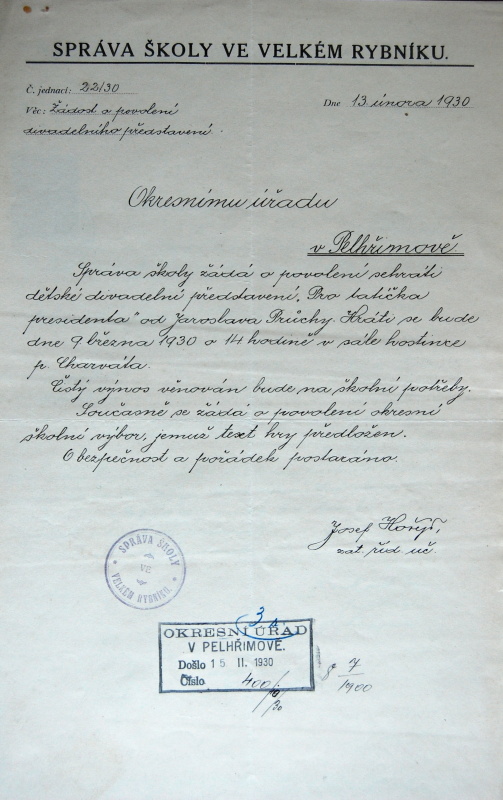 SPRÁVA ŠKOLY VE VELKÉM RYBNÍKU.
Č. jednací: 22/30
Dne 13. února 1930
Věc: Žádost o povolení
divadelního představení.
Okresnímu úřadu
v Pelhřimově
Správa školy žádá o povolení sehráti
dětské divadelní představení „Pro tatíčka
presidenta" od Jaroslava Průchy. Hráti se bude
dne 9 března 1930 o 14 hodině v sále hostince
p. Charváta.
Čistý výnos věnován bude na školní potřeby.
Současně se žádá o povolení okresní
školní výbor, jemuž text hry předložen.
O bezpečnost a pořádek postaráno.
Josef
zat. říd. uč.
SPRÁVA ŠKOLY
VE
VELKÉM RYBNÍKU.
OKRESNÍ ÚŘAD
V PELHŘIMOVĚ.
Došlo 15 II. 1930
Číslo
7
1900